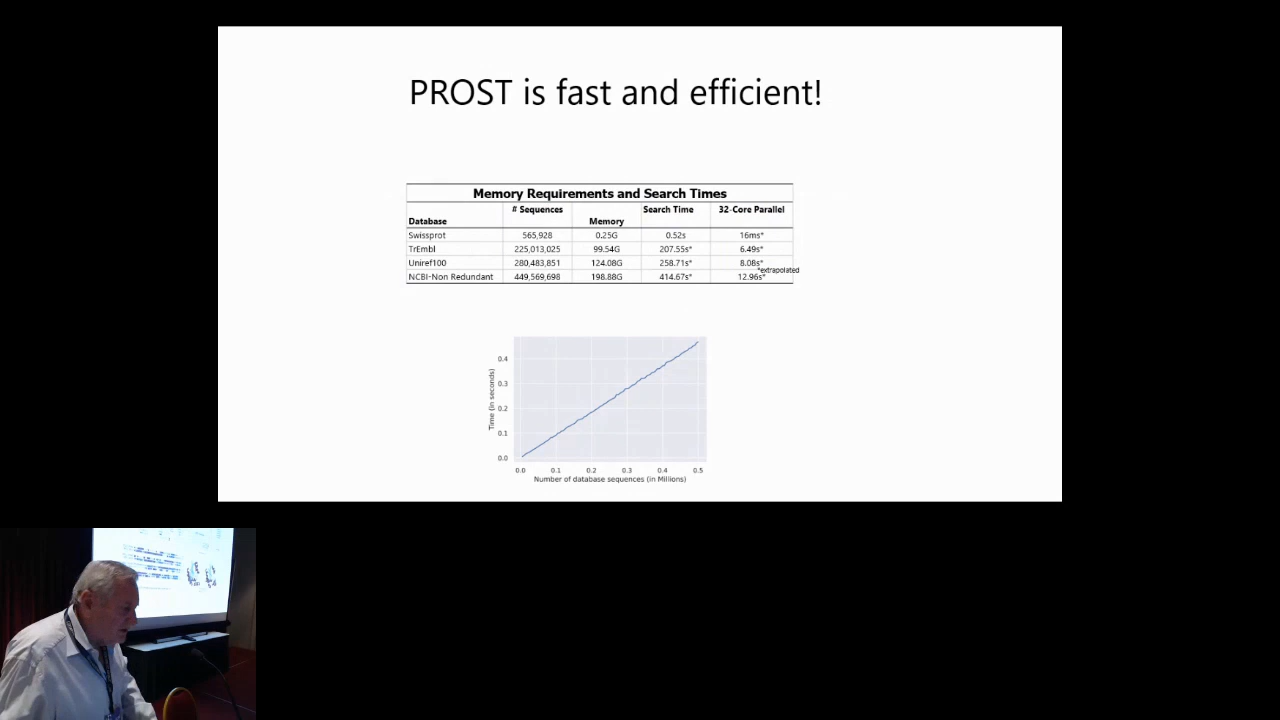 PROST is fast and efficient!
Memory Requirements and Search Times
Database # Sequences Memory Search Time 32-Core Parallel
Swissprot 565,928 0.25G 0.52s 16ms*
TrEmbl 225,013,025 99.54G 207.55s* 6.49s*
Uniref100 280,483,851 124.08G 258.71s* 8.08s*
*extrapolated
NCBI-Non Redundant 449,569,698 198.88G 414.67s* 12.96s*
Time (in seconds)
0.4
0.3
0.2
0.1
0.0
0.0 0.1 0.2 0.3 0.4 0.5
Number of database sequences (in Millions)